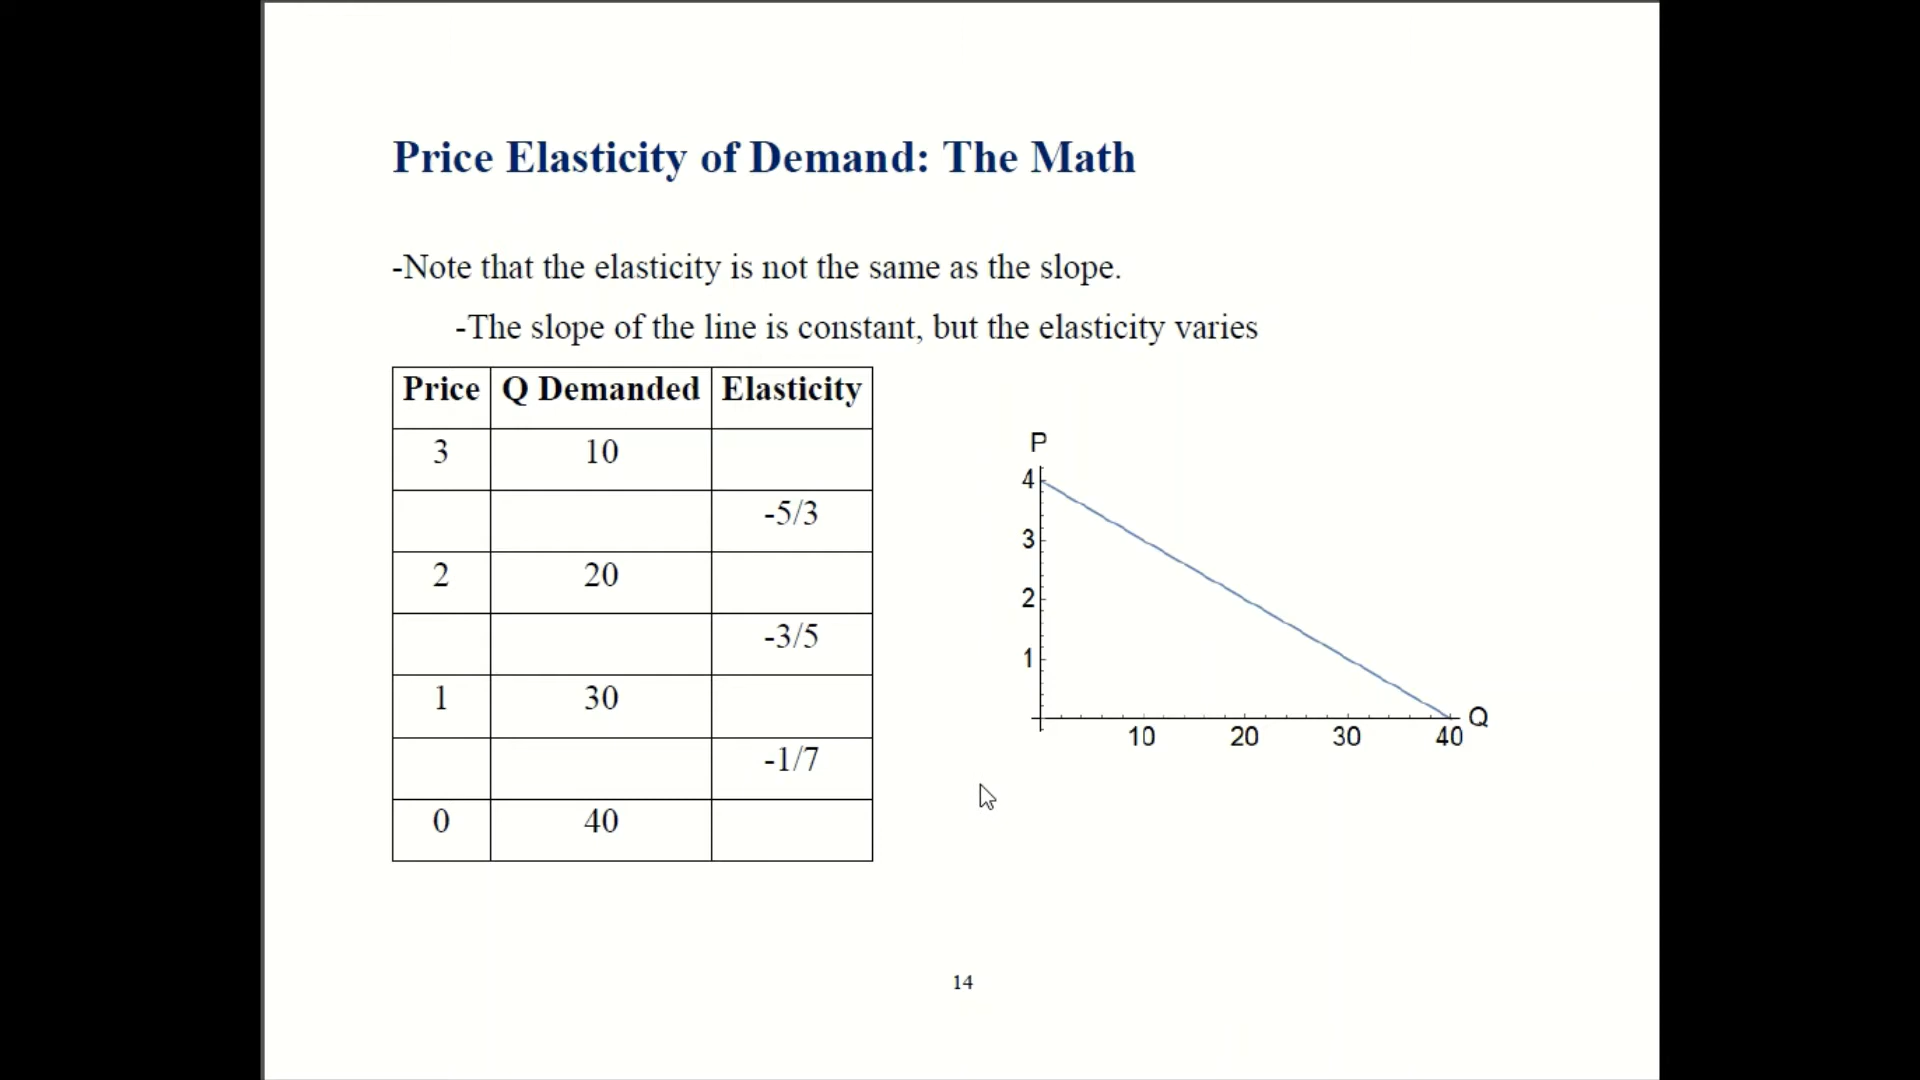 Price Elasticity of Demand: The Math
-Note that the elasticity is not the same as the slope.
-The slope of the line is constant, but the elasticity varies
Price Q Demanded Elasticity
3 10
-5/3
2 20
-3/5
1 30
-1/7
0 40
P
4
3
2
1
Q
10 20 30 40
14